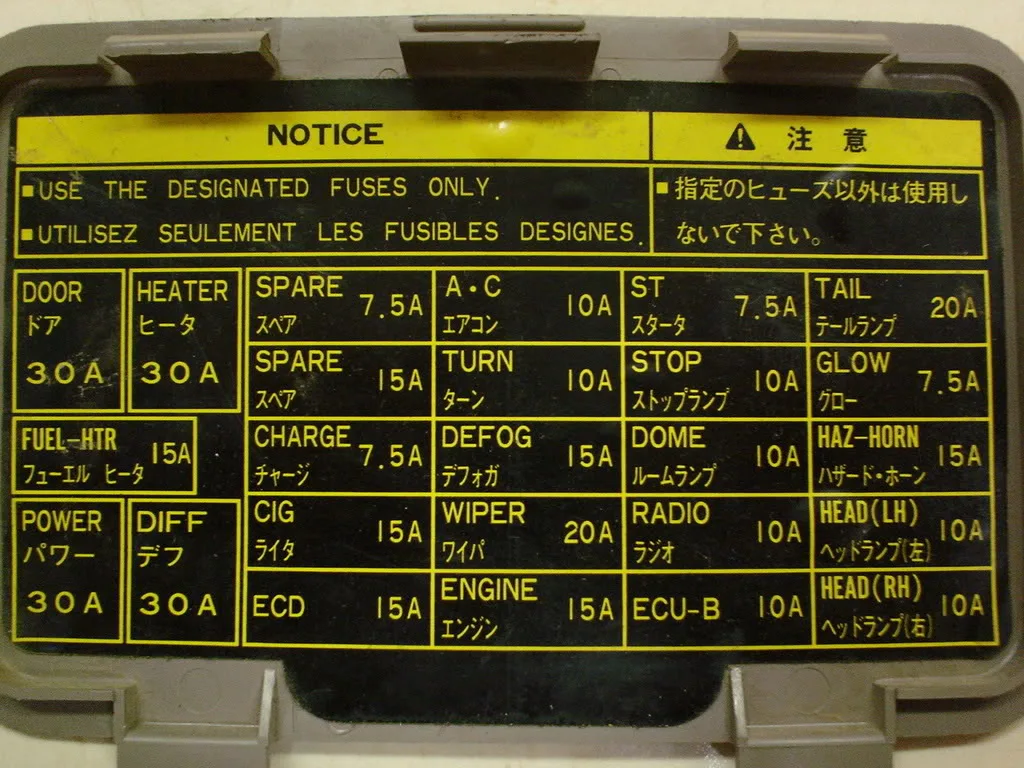 NOTICE
⚠ 注意
■USE THE DESIGNATED FUSES ONLY.
■UTILISEZ SEULEMENT LES FUSIBLES DESIGNES.
■指定のヒューズ以外は使用し
ないで下さい。
DOOR
ドア
30A
HEATER
ヒータ
30A
FUEL-HTR
フューエル ヒータ
15A
POWER
パワー
30A
DIFF
デフ
30A
SPARE
スペア
7.5A
A・C
エアコン
10A
ST
スタータ
7.5A
TAIL
テールランプ
20A
SPARE
スペア
15A
TURN
ターン
10A
STOP
ストップランプ
10A
GLOW
グロー
7.5A
CHARGE
チャージ
7.5A
DEFOG
デフォガ
15A
DOME
ルームランプ
10A
HAZ-HORN
ハザード・ホーン
15A
CIG
ライタ
15A
WIPER
ワイパ
20A
RADIO
ラジオ
10A
HEAD(LH)
ヘッドランプ(左)
10A
ECD 15A
ENGINE
エンジン
15A
ECU-B 10A
HEAD(RH)
ヘッドランプ(右)
10A